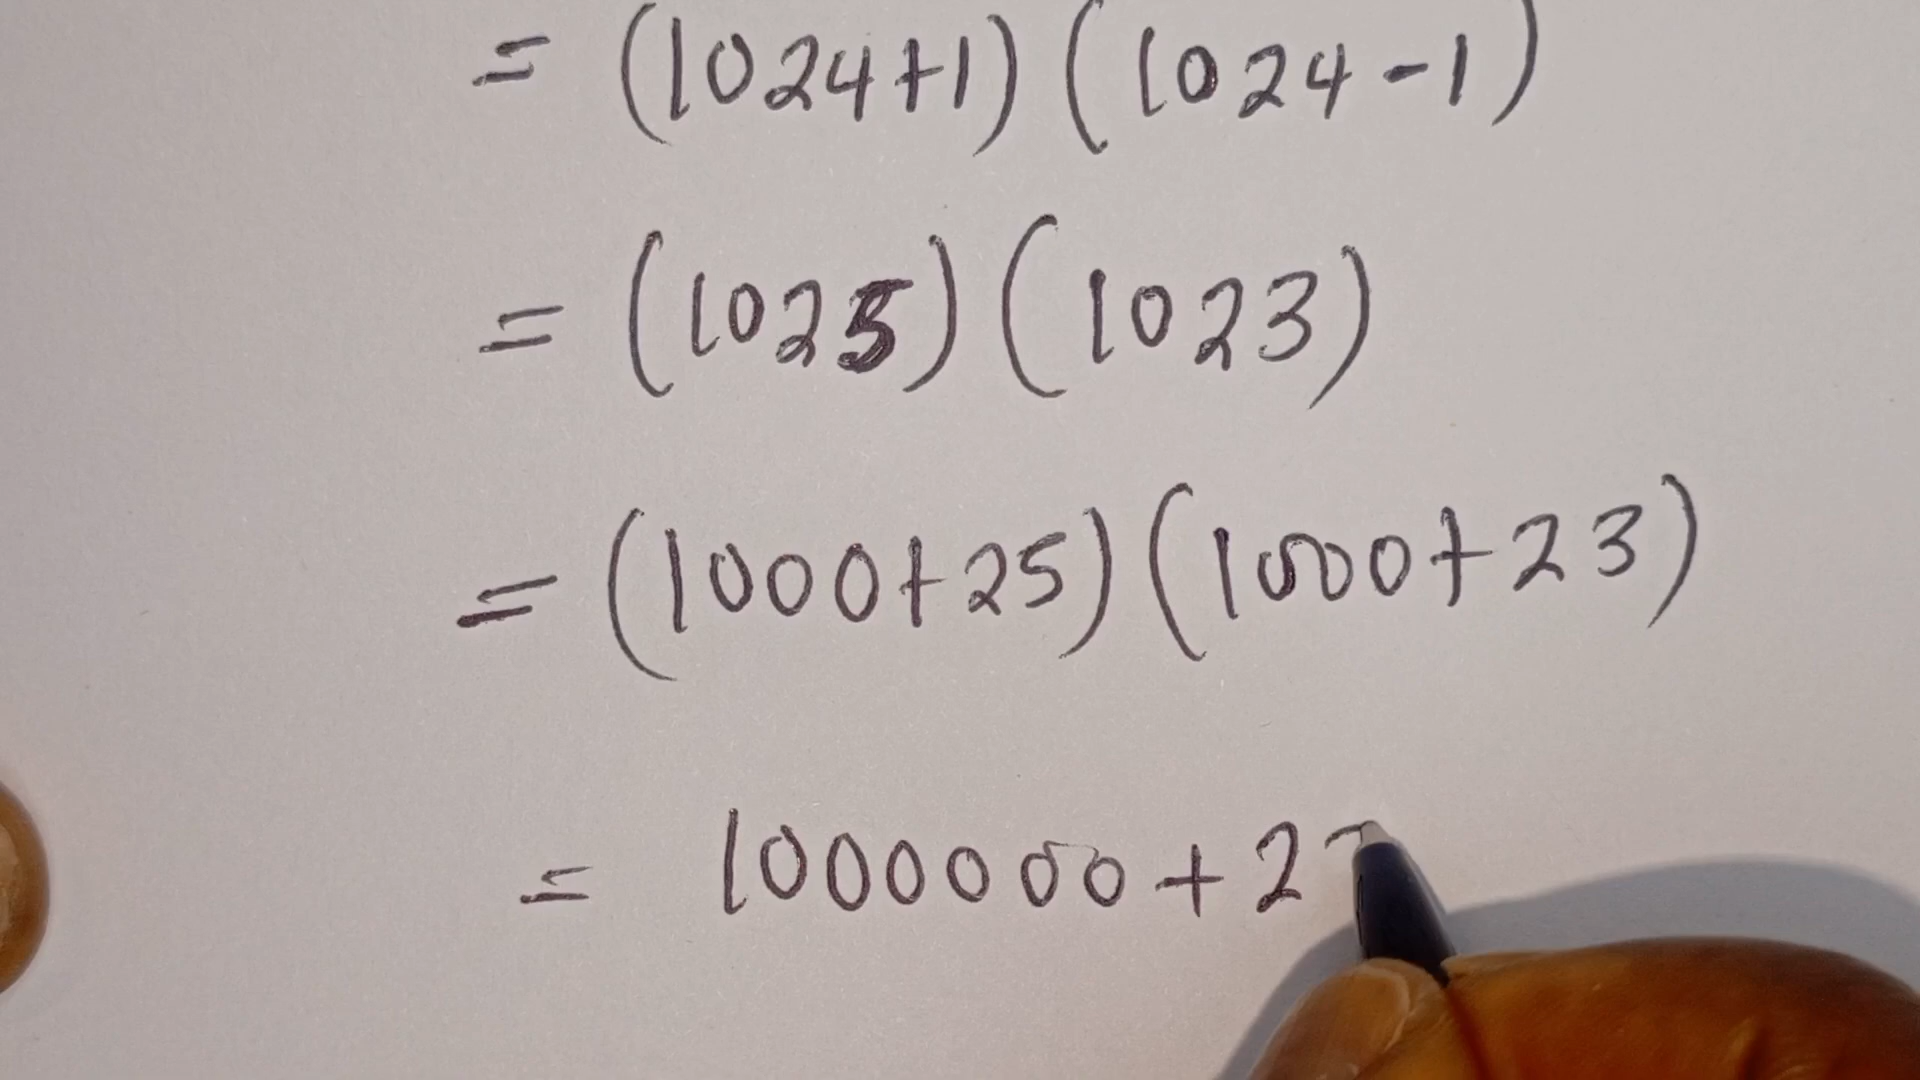 = (1024+1) (1024-1)
= (1025) (1023)
= (1000+25) (1000+23)
= 1000000+2